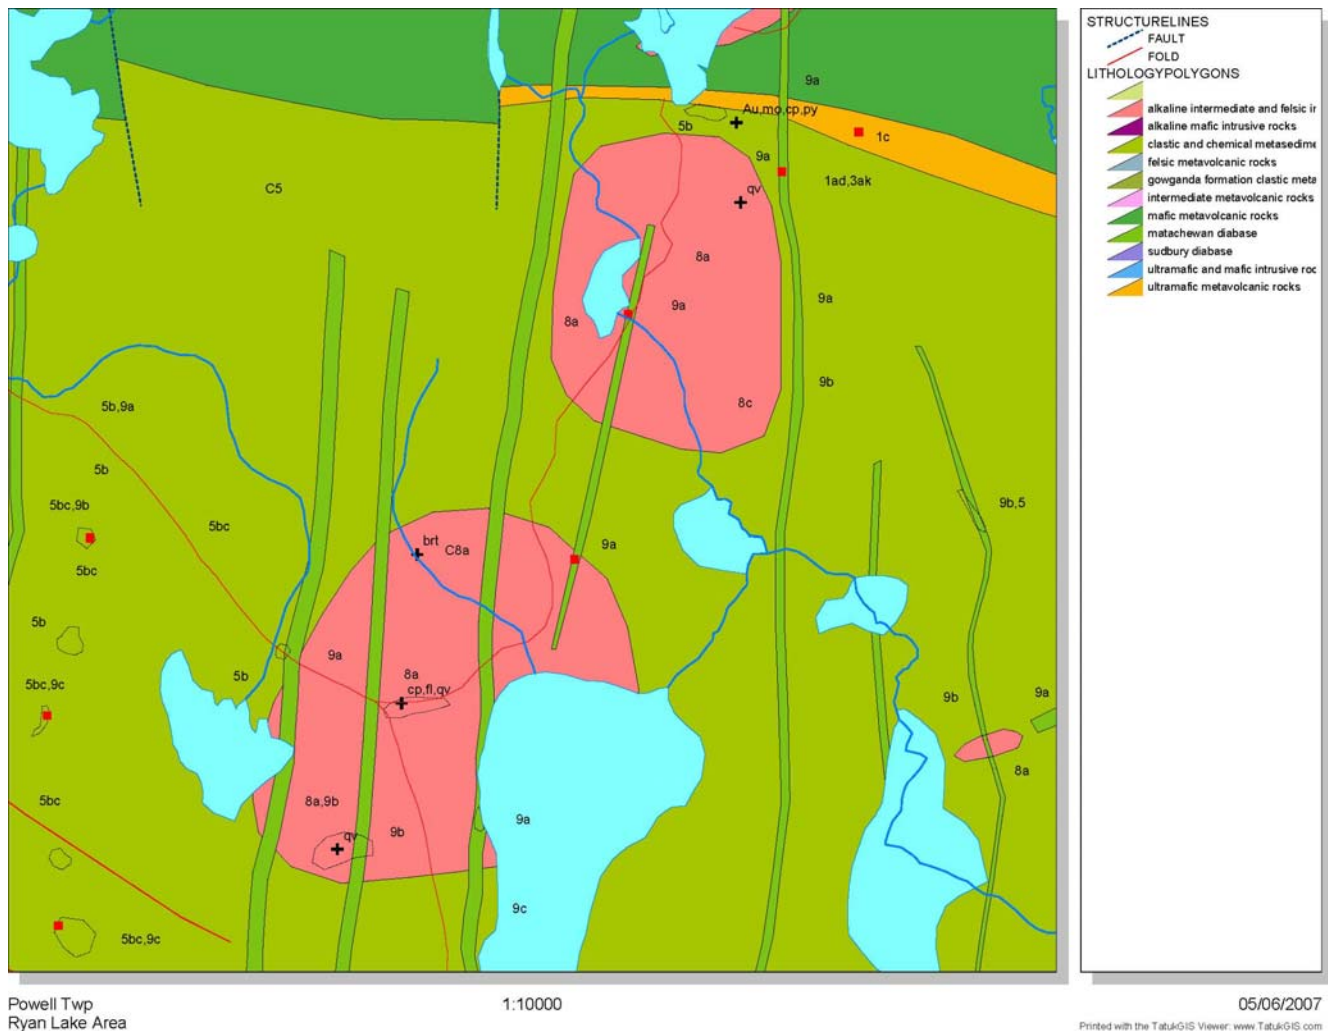 STRUCTURELINES
FAULT
FOLD
LITHOLOGYPOLYGONS
alkaline intermediate and felsic in
alkaline mafic intrusive rocks
clastic and chemical metasedime
felsic metavolcanic rocks
gowganda formation clastic meta
intermediate metavolcanic rocks
mafic metavolcanic rocks
matachewan diabase
sudbury diabase
ultramafic and mafic intrusive roc
ultramafic metavolcanic rocks
9a
Au,mo,cp,py
5b
1c
9a
1ad,3ak
C5
qv
8a
9a
9a
8a
9b
8c
5b,9a
5b
5bc,9b
9b,5
5bc
brt
C8a
9a
5bc
5b
9a
8a
5b
5bc,9c
cp,fl,qv
9b
9a
8a
5bc
8a,9b
9a
qv
9b
9c
5bc,9c
Powell Twp
1:10000
05/06/2007
Ryan Lake Area
Printed with the TatukGIS Viewer: www.TatukGIS.com